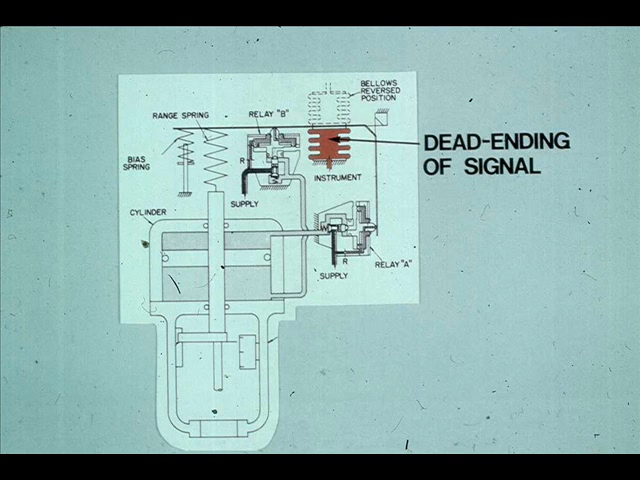 BELLOWS
REVERSED
POSITION
RANGE SPRING
RELAY "B"
DEAD-ENDING
OF SIGNAL
BIAS
SPRING
R
INSTRUMENT
SUPPLY
CYLINDER
R
RELAY "A"
SUPPLY